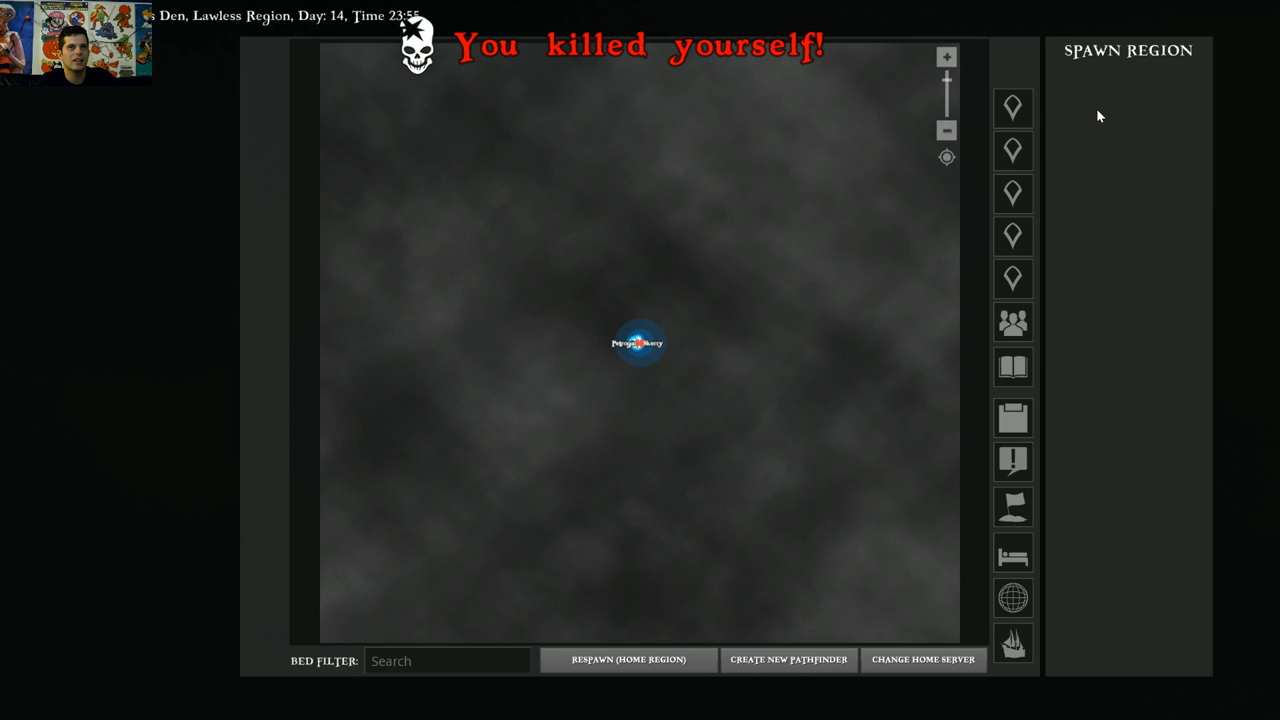 s Den, Lawless Region, Day: 14, Time 23:55
You killed yourself!
SPAWN REGION
Skerry
BED FILTER: Search
RESPAWN (HOME REGION)
CREATE NEW PATHFINDER
CHANGE HOME SERVER